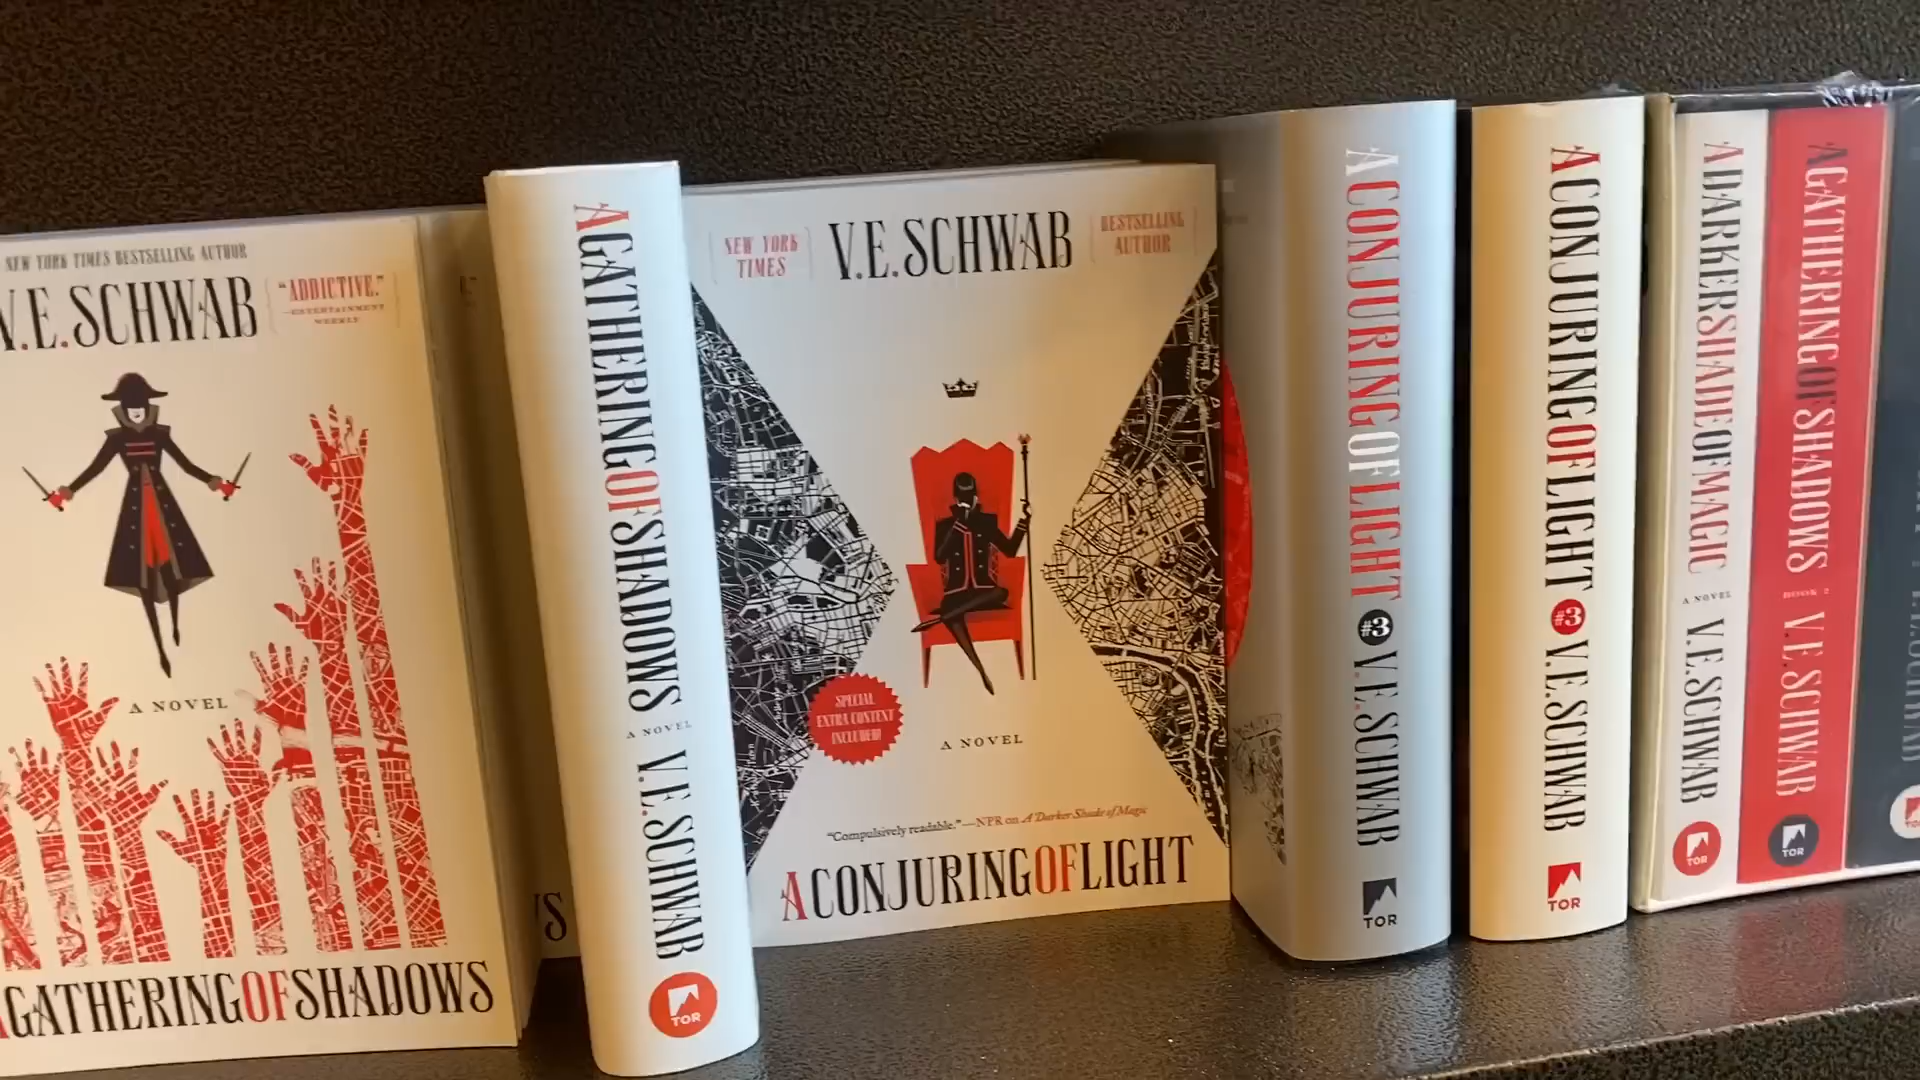 NEW YORK TIMES BESTSELLING AUTHOR
V.E. SCHWAB
"ADDICTIVE."
—ENTERTAINMENT
WEEKLY
A NOVEL
A GATHERING OF SHADOWS
A GATHERING OF SHADOWS A NOVEL V.E. SCHWAB
TOR
NEW YORK
TIMES
V.E. SCHWAB
BESTSELLING
AUTHOR
SPECIAL
EXTRA CONTENT
INCLUDED!
A NOVEL
"Compulsively readable."—NPR on A Darker Shade of Magic
A CONJURING OF LIGHT
A CONJURING OF LIGHT #3 V.E. SCHWAB
TOR
A CONJURING OF LIGHT #3 V.E. SCHWAB
TOR
A DARKER SHADE OF MAGIC A NOVEL V.E. SCHWAB
TOR
A GATHERING OF SHADOWS BOOK 2 V.E. SCHWAB
TOR